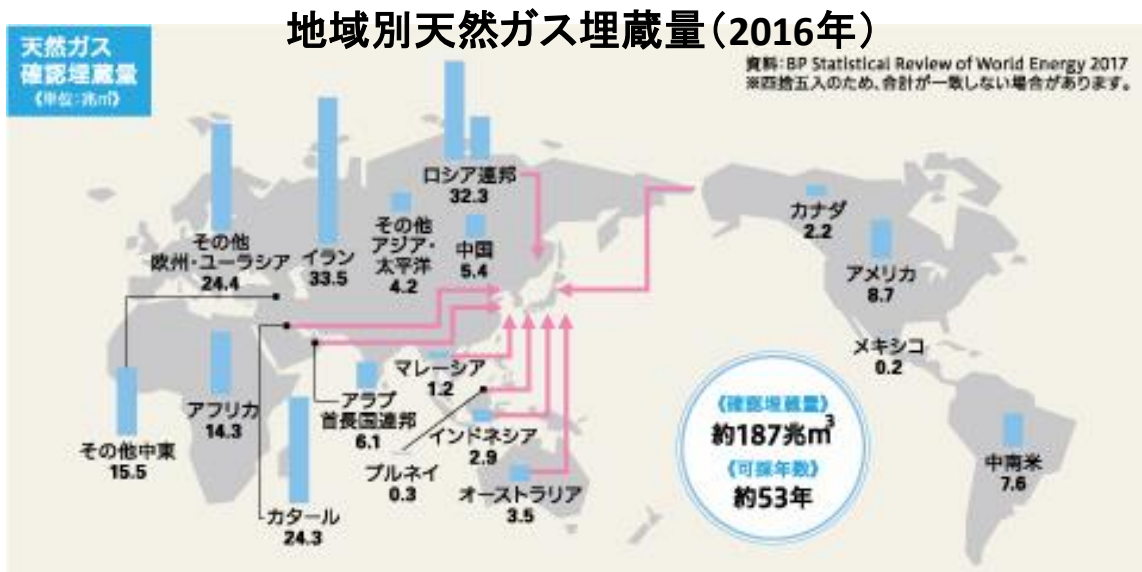 地域別天然ガス埋蔵量（2016年）
天然ガス
確認埋蔵量
《単位：兆㎥》
資料：BP Statistical Review of World Energy 2017
※四捨五入のため、合計が一致しない場合があります。
ロシア連邦
32.3
その他
欧州・ユーラシア
24.4
イラン
33.5
その他
アジア・
太平洋
4.2
中国
5.4
カナダ
2.2
アメリカ
8.7
メキシコ
0.2
マレーシア
1.2
アラブ
首長国連邦
6.1
アフリカ
14.3
その他中東
15.5
インドネシア
2.9
ブルネイ
0.3
オーストラリア
3.5
カタール
24.3
《確認埋蔵量》
約187兆m³
《可採年数》
約53年
中南米
7.6